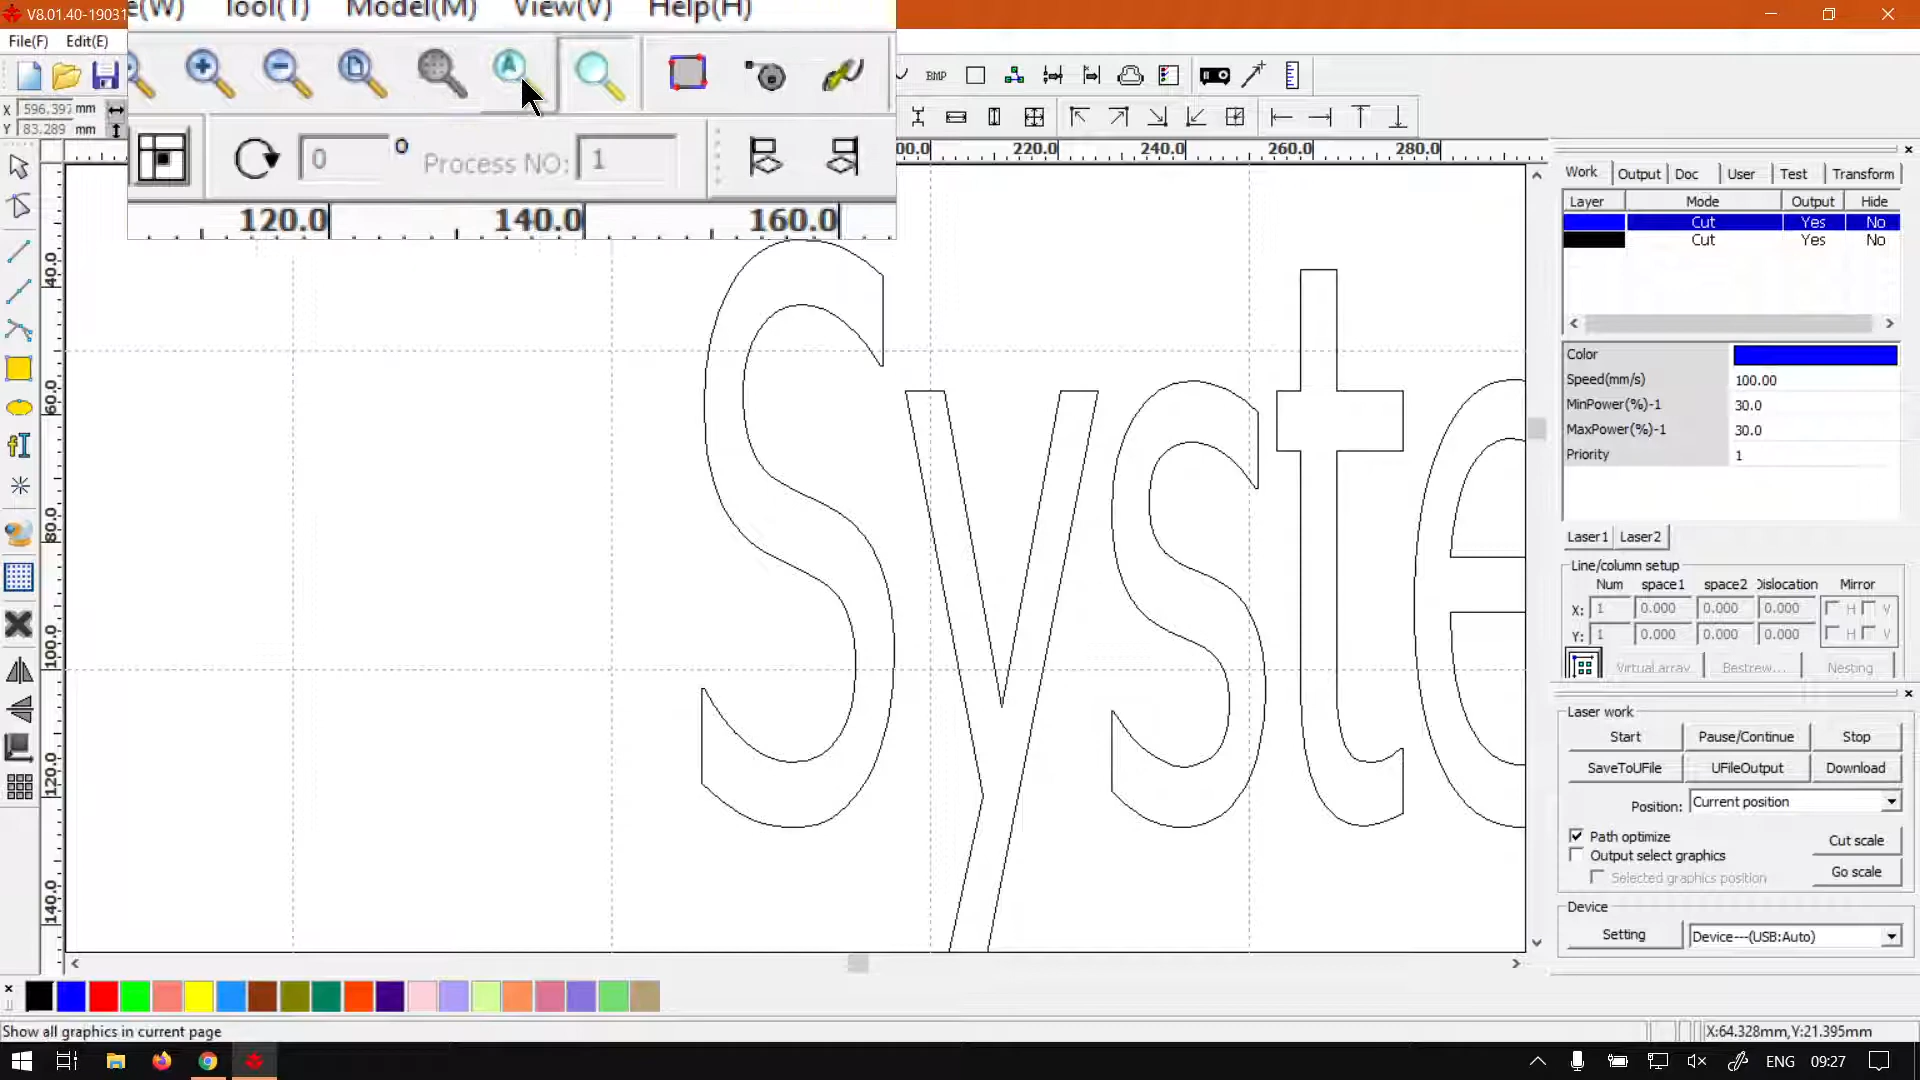 V8.01.40-19031
e(W) Tool(T) Model(M) View(V) Help(H)
File(F) Edit(E)
BMP
X 596.397 mm
Y 83.289 mm
0 ° Process NO: 1
120.0 140.0 160.0
00.0 220.0 240.0 260.0 280.0
40.0
60.0
80.0
100.0
120.0
140.0
Syste
Work Output Doc User Test Transform
Layer Mode Output Hide
Cut Yes No
Cut Yes No
Color
Speed(mm/s) 100.00
MinPower(%)-1 30.0
MaxPower(%)-1 30.0
Priority 1
Laser1 Laser2
Line/column setup
Num space1 space2 Dislocation Mirror
X: 1 0.000 0.000 0.000 H V
Y: 1 0.000 0.000 0.000 H V
Virtual array Bestrew... Nesting
Laser work
Start Pause/Continue Stop
SaveToUFile UFileOutput Download
Position: Current position
Path optimize Cut scale
Output select graphics
Selected graphics position Go scale
Device
Setting Device---(USB:Auto)
Show all graphics in current page
X:64.328mm,Y:21.395mm
ENG 09:27